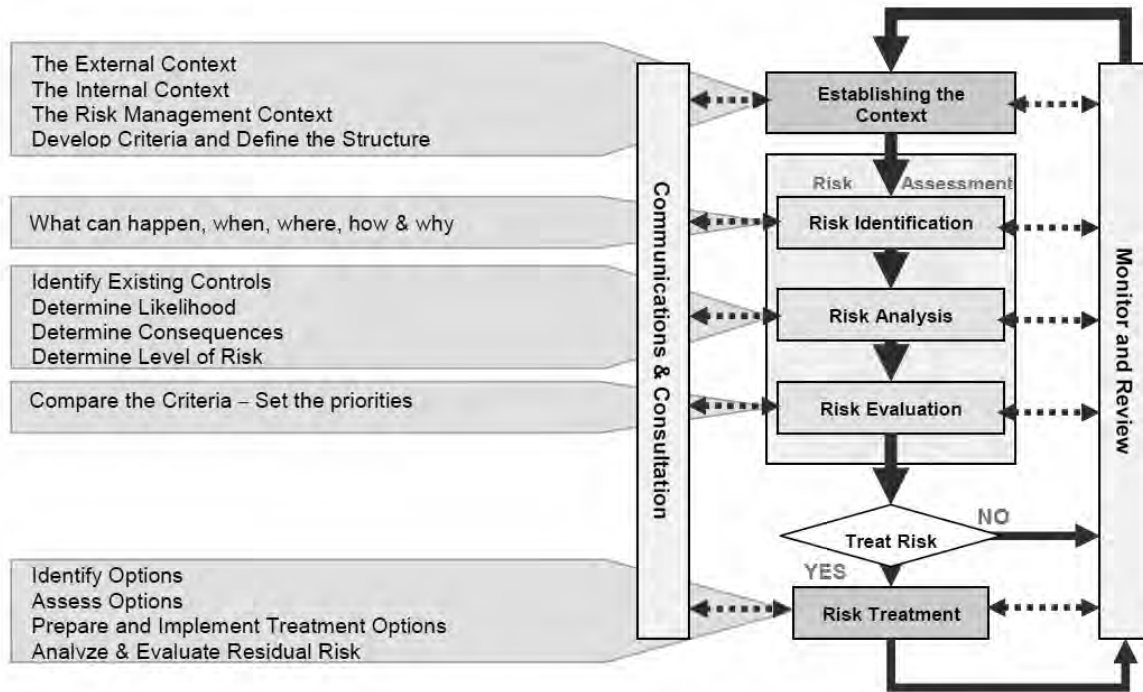 The External Context
The Internal Context
The Risk Management Context
Develop Criteria and Define the Structure
What can happen, when, where, how & why
Identify Existing Controls
Determine Likelihood
Determine Consequences
Determine Level of Risk
Compare the Criteria – Set the priorities
Identify Options
Assess Options
Prepare and Implement Treatment Options
Analyze & Evaluate Residual Risk
Communications & Consultation
Establishing the
Context
Risk Assessment
Risk Identification
Risk Analysis
Risk Evaluation
Treat Risk
NO
YES
Risk Treatment
Monitor and Review